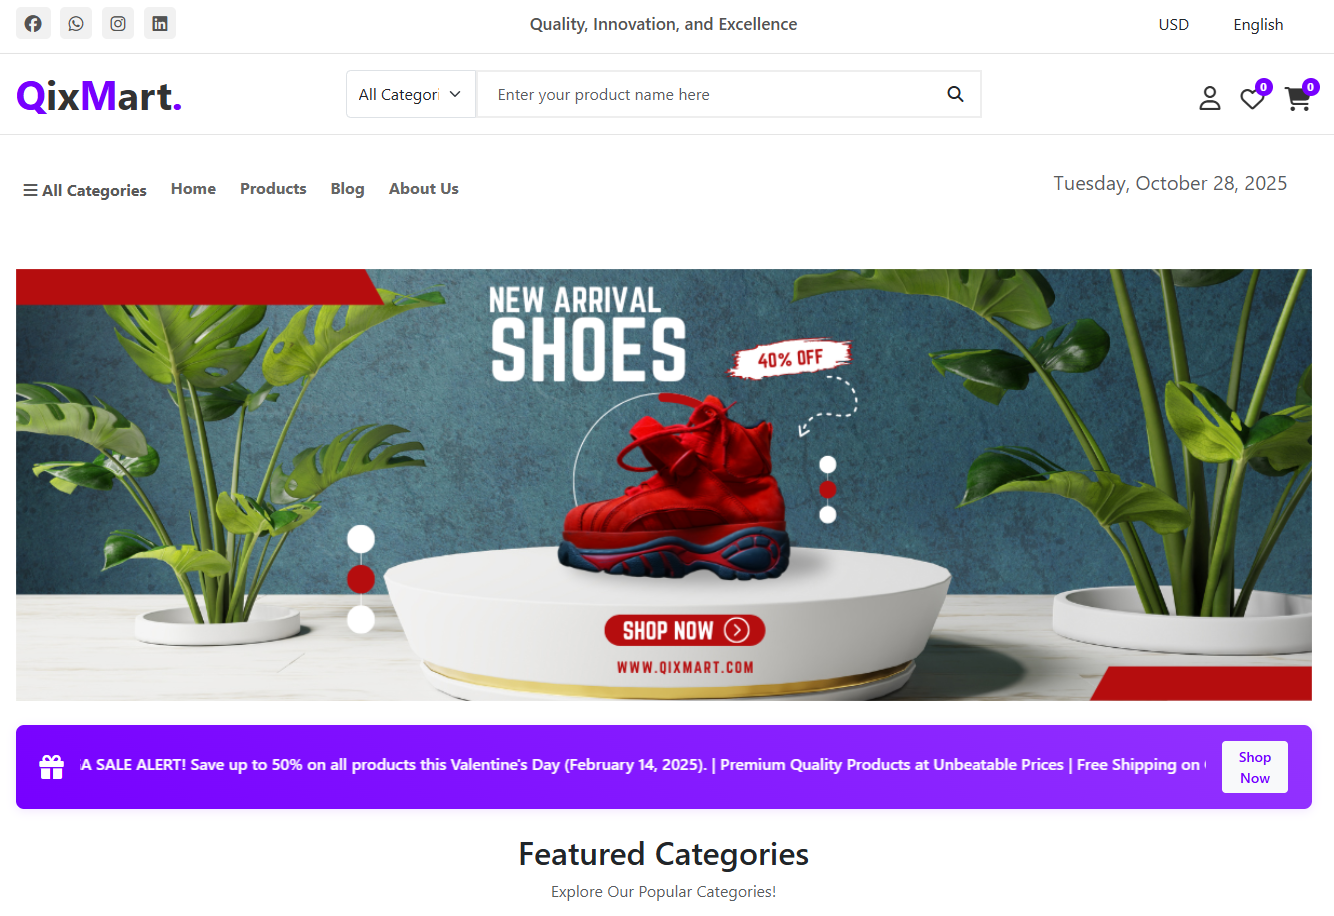 Quality, Innovation, and Excellence
USD
English
QixMart.
All Categori
Enter your product name here
0
0
All Categories
Home
Products
Blog
About Us
Tuesday, October 28, 2025
NEW ARRIVAL
SHOES
40% OFF
SHOP NOW
WWW.QIXMART.COM
A SALE ALERT! Save up to 50% on all products this Valentine's Day (February 14, 2025). | Premium Quality Products at Unbeatable Prices | Free Shipping on
Shop
Now
Featured Categories
Explore Our Popular Categories!